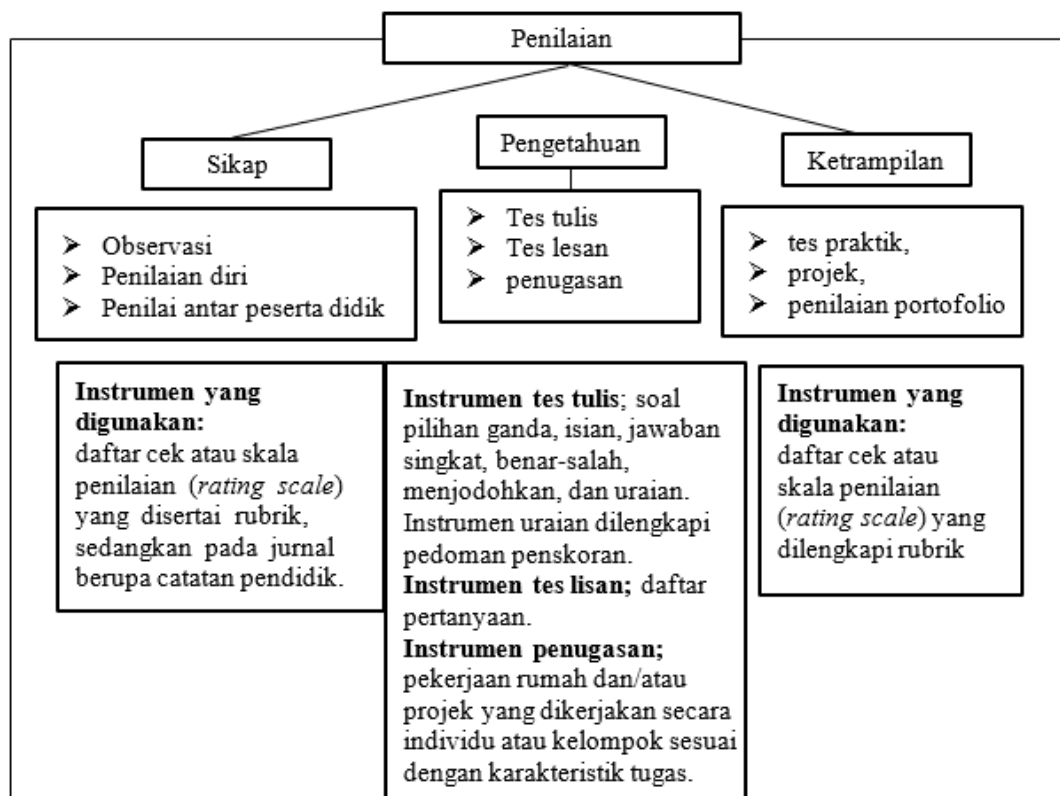 Penilaian
Sikap
Pengetahuan
Ketrampilan
➢ Observasi
➢ Penilaian diri
➢ Penilai antar peserta didik
➢ Tes tulis
➢ Tes lesan
➢ penugasan
➢ tes praktik,
➢ projek,
➢ penilaian portofolio
Instrumen yang
digunakan:
daftar cek atau skala
penilaian (rating scale)
yang disertai rubrik,
sedangkan pada jurnal
berupa catatan pendidik.
Instrumen tes tulis; soal
pilihan ganda, isian, jawaban
singkat, benar-salah,
menjodohkan, dan uraian.
Instrumen uraian dilengkapi
pedoman penskoran.
Instrumen tes lisan; daftar
pertanyaan.
Instrumen penugasan;
pekerjaan rumah dan/atau
projek yang dikerjakan secara
individu atau kelompok sesuai
dengan karakteristik tugas.
Instrumen yang
digunakan:
daftar cek atau
skala penilaian
(rating scale) yang
dilengkapi rubrik